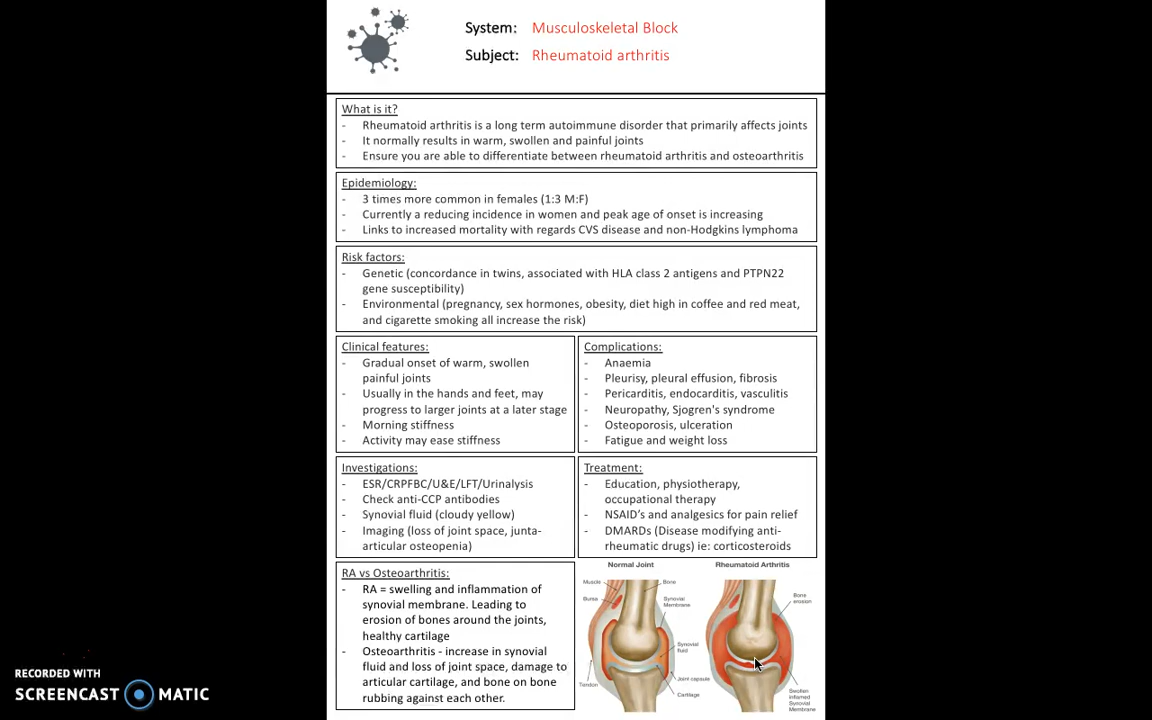 System: Musculoskeletal Block
Subject: Rheumatoid arthritis
What is it?
- Rheumatoid arthritis is a long term autoimmune disorder that primarily affects joints
- It normally results in warm, swollen and painful joints
- Ensure you are able to differentiate between rheumatoid arthritis and osteoarthritis
Epidemiology:
- 3 times more common in females (1:3 M:F)
- Currently a reducing incidence in women and peak age of onset is increasing
- Links to increased mortality with regards CVS disease and non-Hodgkins lymphoma
Risk factors:
- Genetic (concordance in twins, associated with HLA class 2 antigens and PTPN22
gene susceptibility)
- Environmental (pregnancy, sex hormones, obesity, diet high in coffee and red meat,
and cigarette smoking all increase the risk)
Clinical features:
- Gradual onset of warm, swollen
painful joints
- Usually in the hands and feet, may
progress to larger joints at a later stage
- Morning stiffness
- Activity may ease stiffness
Complications:
- Anaemia
- Pleurisy, pleural effusion, fibrosis
- Pericarditis, endocarditis, vasculitis
- Neuropathy, Sjogren's syndrome
- Osteoporosis, ulceration
- Fatigue and weight loss
Investigations:
- ESR/CRPFBC/U&E/LFT/Urinalysis
- Check anti-CCP antibodies
- Synovial fluid (cloudy yellow)
- Imaging (loss of joint space, junta-
articular osteopenia)
Treatment:
- Education, physiotherapy,
occupational therapy
- NSAID's and analgesics for pain relief
- DMARDs (Disease modifying anti-
rheumatic drugs) ie: corticosteroids
RA vs Osteoarthritis:
- RA = swelling and inflammation of
synovial membrane. Leading to
erosion of bones around the joints,
healthy cartilage
- Osteoarthritis - increase in synovial
fluid and loss of joint space, damage to
articular cartilage, and bone on bone
rubbing against each other.
Normal Joint
Muscle
Bone
Bursa
Synovial
Membrane
Synovial
fluid
Joint capsule
Tendon
Cartilage
Rheumatoid Arthritis
Bone
erosion
Swollen
inflamed
Synovial
Membrane
RECORDED WITH
SCREENCAST MATIC